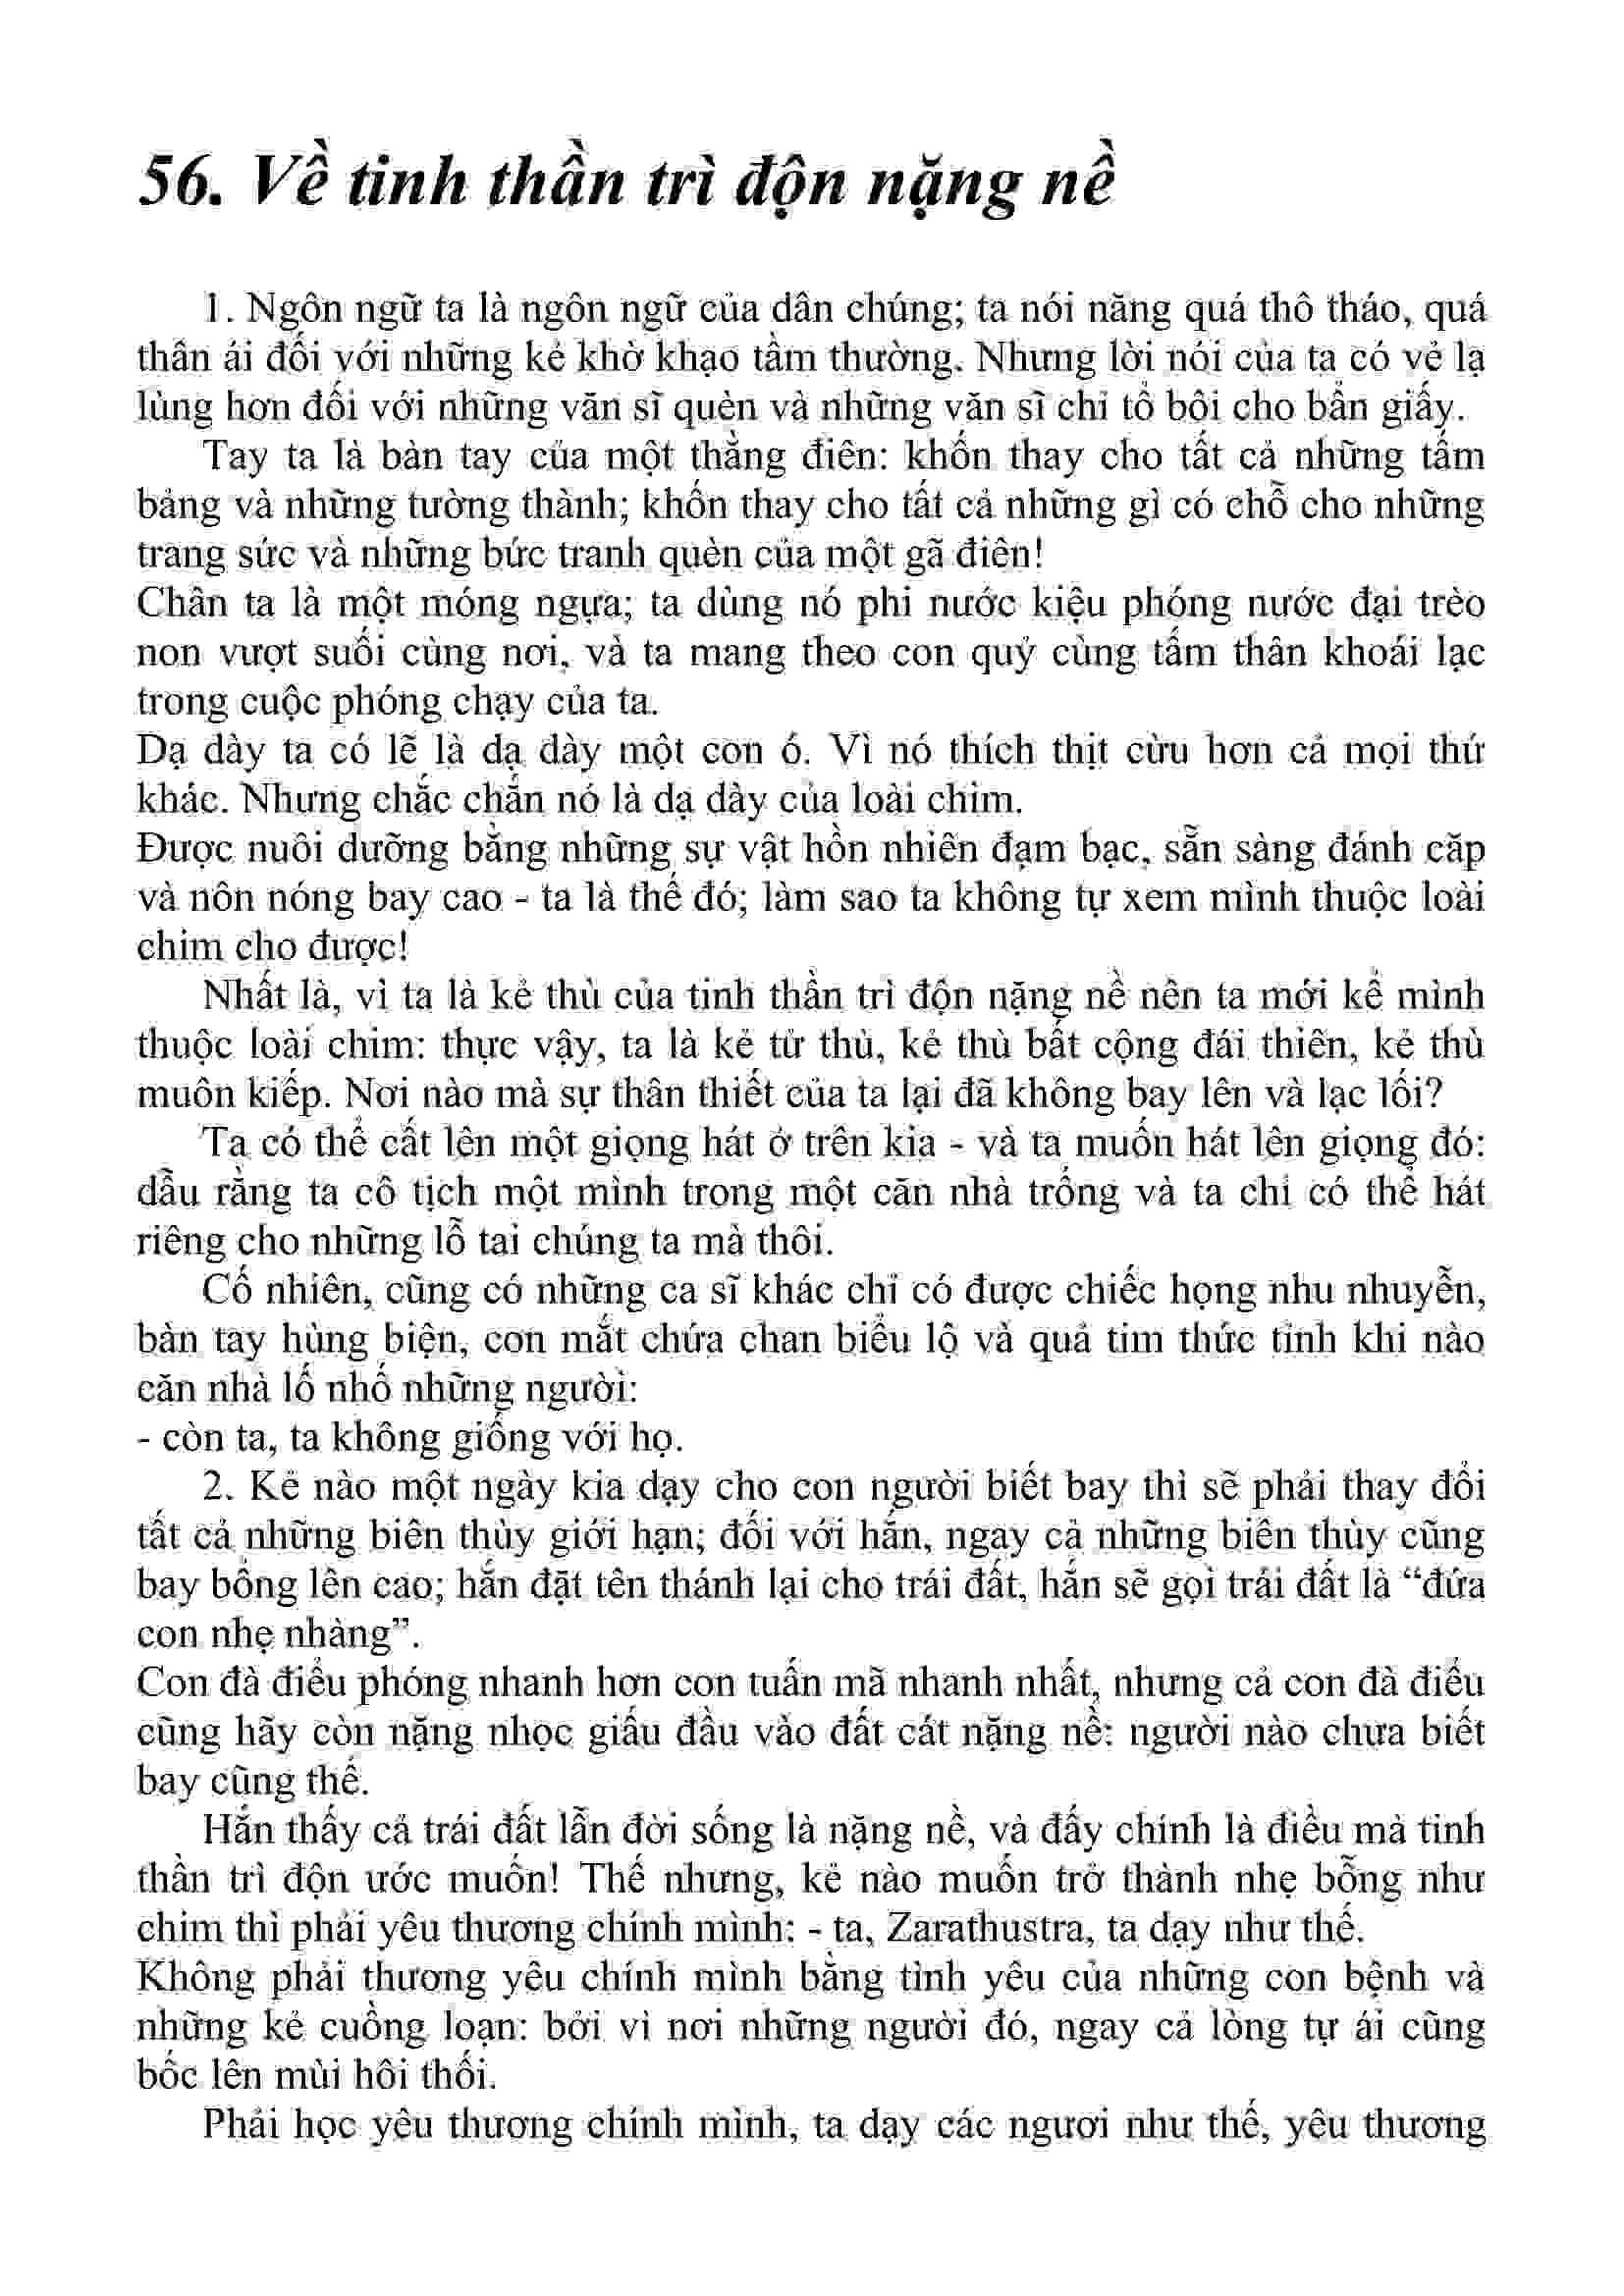 56. Về tinh thần trì độn nặng nề
1. Ngôn ngữ ta là ngôn ngữ của dân chúng; ta nói năng quá thô tháo, quá
thân ái đối với những kẻ khờ khạo tầm thường. Nhưng lời nói của ta có vẻ lạ
lùng hơn đối với những văn sĩ quèn và những văn sĩ chỉ tổ bôi cho bẩn giấy.
Tay ta là bàn tay của một thằng điên: khốn thay cho tất cả những tấm
bảng và những tường thành; khốn thay cho tất cả những gì có chỗ cho những
trang sức và những bức tranh quèn của một gã điên!
Chân ta là một móng ngựa; ta dùng nó phi nước kiệu phóng nước đại trèo
non vượt suối cùng nơi, và ta mang theo con quỷ cùng tấm thân khoái lạc
trong cuộc phóng chạy của ta.
Dạ dày ta có lẽ là dạ dày một con ó. Vì nó thích thịt cừu hơn cả mọi thứ
khác. Nhưng chắc chắn nó là dạ dày của loài chim.
Được nuôi dưỡng bằng những sự vật hồn nhiên đạm bạc, sẵn sàng đánh cắp
và nôn nóng bay cao - ta là thế đó; làm sao ta không tự xem mình thuộc loài
chim cho được!
Nhất là, vì ta là kẻ thù của tinh thần trì độn nặng nề nên ta mới kể mình
thuộc loài chim: thực vậy, ta là kẻ tử thù, kẻ thù bất cộng đái thiên, kẻ thù
muôn kiếp. Nơi nào mà sự thân thiết của ta lại đã không bay lên và lạc lối?
Ta có thể cất lên một giọng hát ở trên kia - và ta muốn hát lên giọng đó:
dầu rằng ta cô tịch một mình trong một căn nhà trống và ta chỉ có thể hát
riêng cho những lỗ tai chúng ta mà thôi.
Cố nhiên, cũng có những ca sĩ khác chỉ có được chiếc họng nhu nhuyễn,
bàn tay hùng biện, con mắt chứa chan biểu lộ và quả tim thức tỉnh khi nào
căn nhà lố nhố những người:
- còn ta, ta không giống với họ.
2. Kẻ nào một ngày kia dạy cho con người biết bay thì sẽ phải thay đổi
tất cả những biên thùy giới hạn; đối với hắn, ngay cả những biên thùy cũng
bay bổng lên cao; hắn đặt tên thánh lại cho trái đất, hắn sẽ gọi trái đất là “đứa
con nhẹ nhàng”.
Con đà điểu phóng nhanh hơn con tuấn mã nhanh nhất, nhưng cả con đà điểu
cũng hãy còn nặng nhọc giấu đầu vào đất cát nặng nề: người nào chưa biết
bay cũng thế.
Hắn thấy cả trái đất lẫn đời sống là nặng nề, và đấy chính là điều mà tinh
thần trì độn ước muốn! Thế nhưng, kẻ nào muốn trở thành nhẹ bỗng như
chim thì phải yêu thương chính mình: - ta, Zarathustra, ta dạy như thế.
Không phải thương yêu chính mình bằng tình yêu của những con bệnh và
những kẻ cuồng loạn: bởi vì nơi những người đó, ngay cả lòng tự ái cũng
bốc lên mùi hôi thối.
Phải học yêu thương chính mình, ta dạy các ngươi như thế, yêu thương